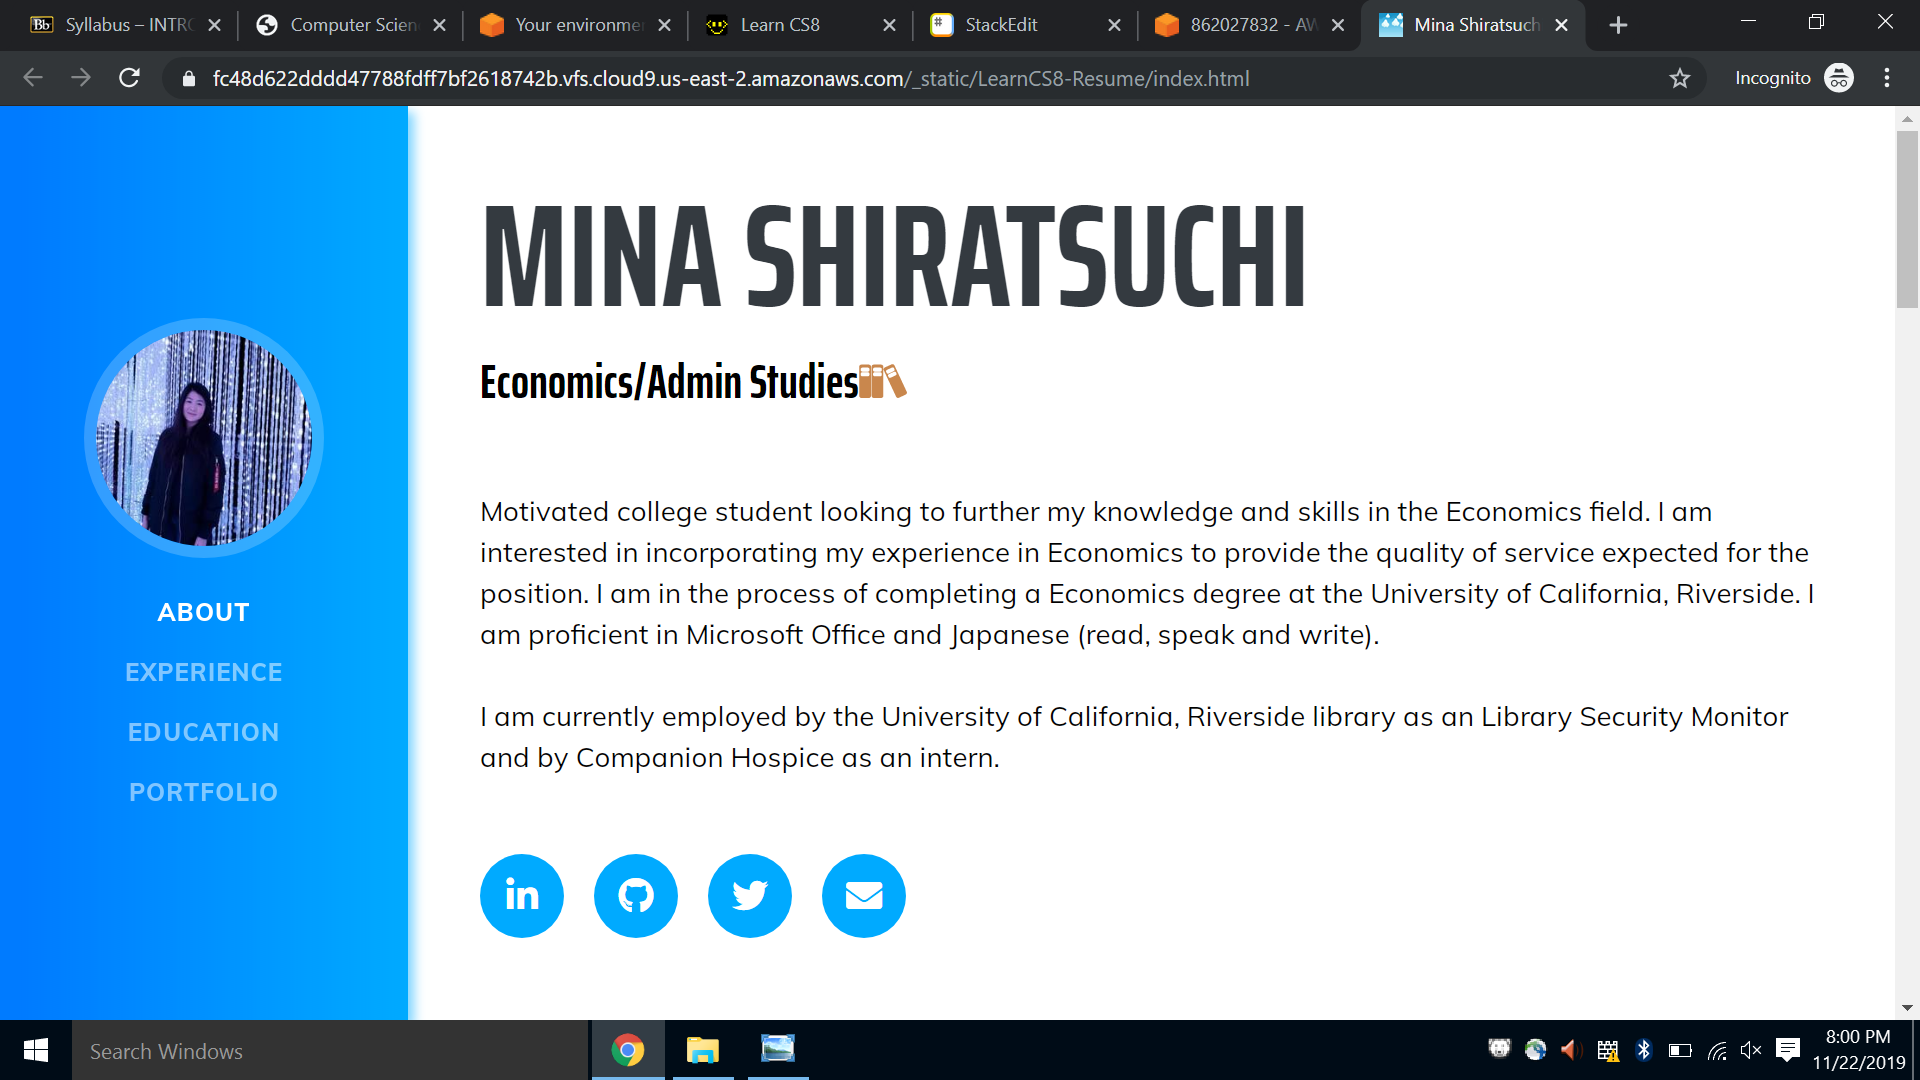 Syllabus – INTRO
Computer Scien
Your environme
Learn CS8
StackEdit
862027832 - AW
Mina Shiratsuch
fc48d622dddd47788fdff7bf2618742b.vfs.cloud9.us-east-2.amazonaws.com/_static/LearnCS8-Resume/index.html
Incognito
MINA SHIRATSUCHI
Economics/Admin Studies
Motivated college student looking to further my knowledge and skills in the Economics field. I am
interested in incorporating my experience in Economics to provide the quality of service expected for the
position. I am in the process of completing a Economics degree at the University of California, Riverside. I
am proficient in Microsoft Office and Japanese (read, speak and write).
I am currently employed by the University of California, Riverside library as an Library Security Monitor
and by Companion Hospice as an intern.
ABOUT
EXPERIENCE
EDUCATION
PORTFOLIO
Search Windows
8:00 PM
11/22/2019